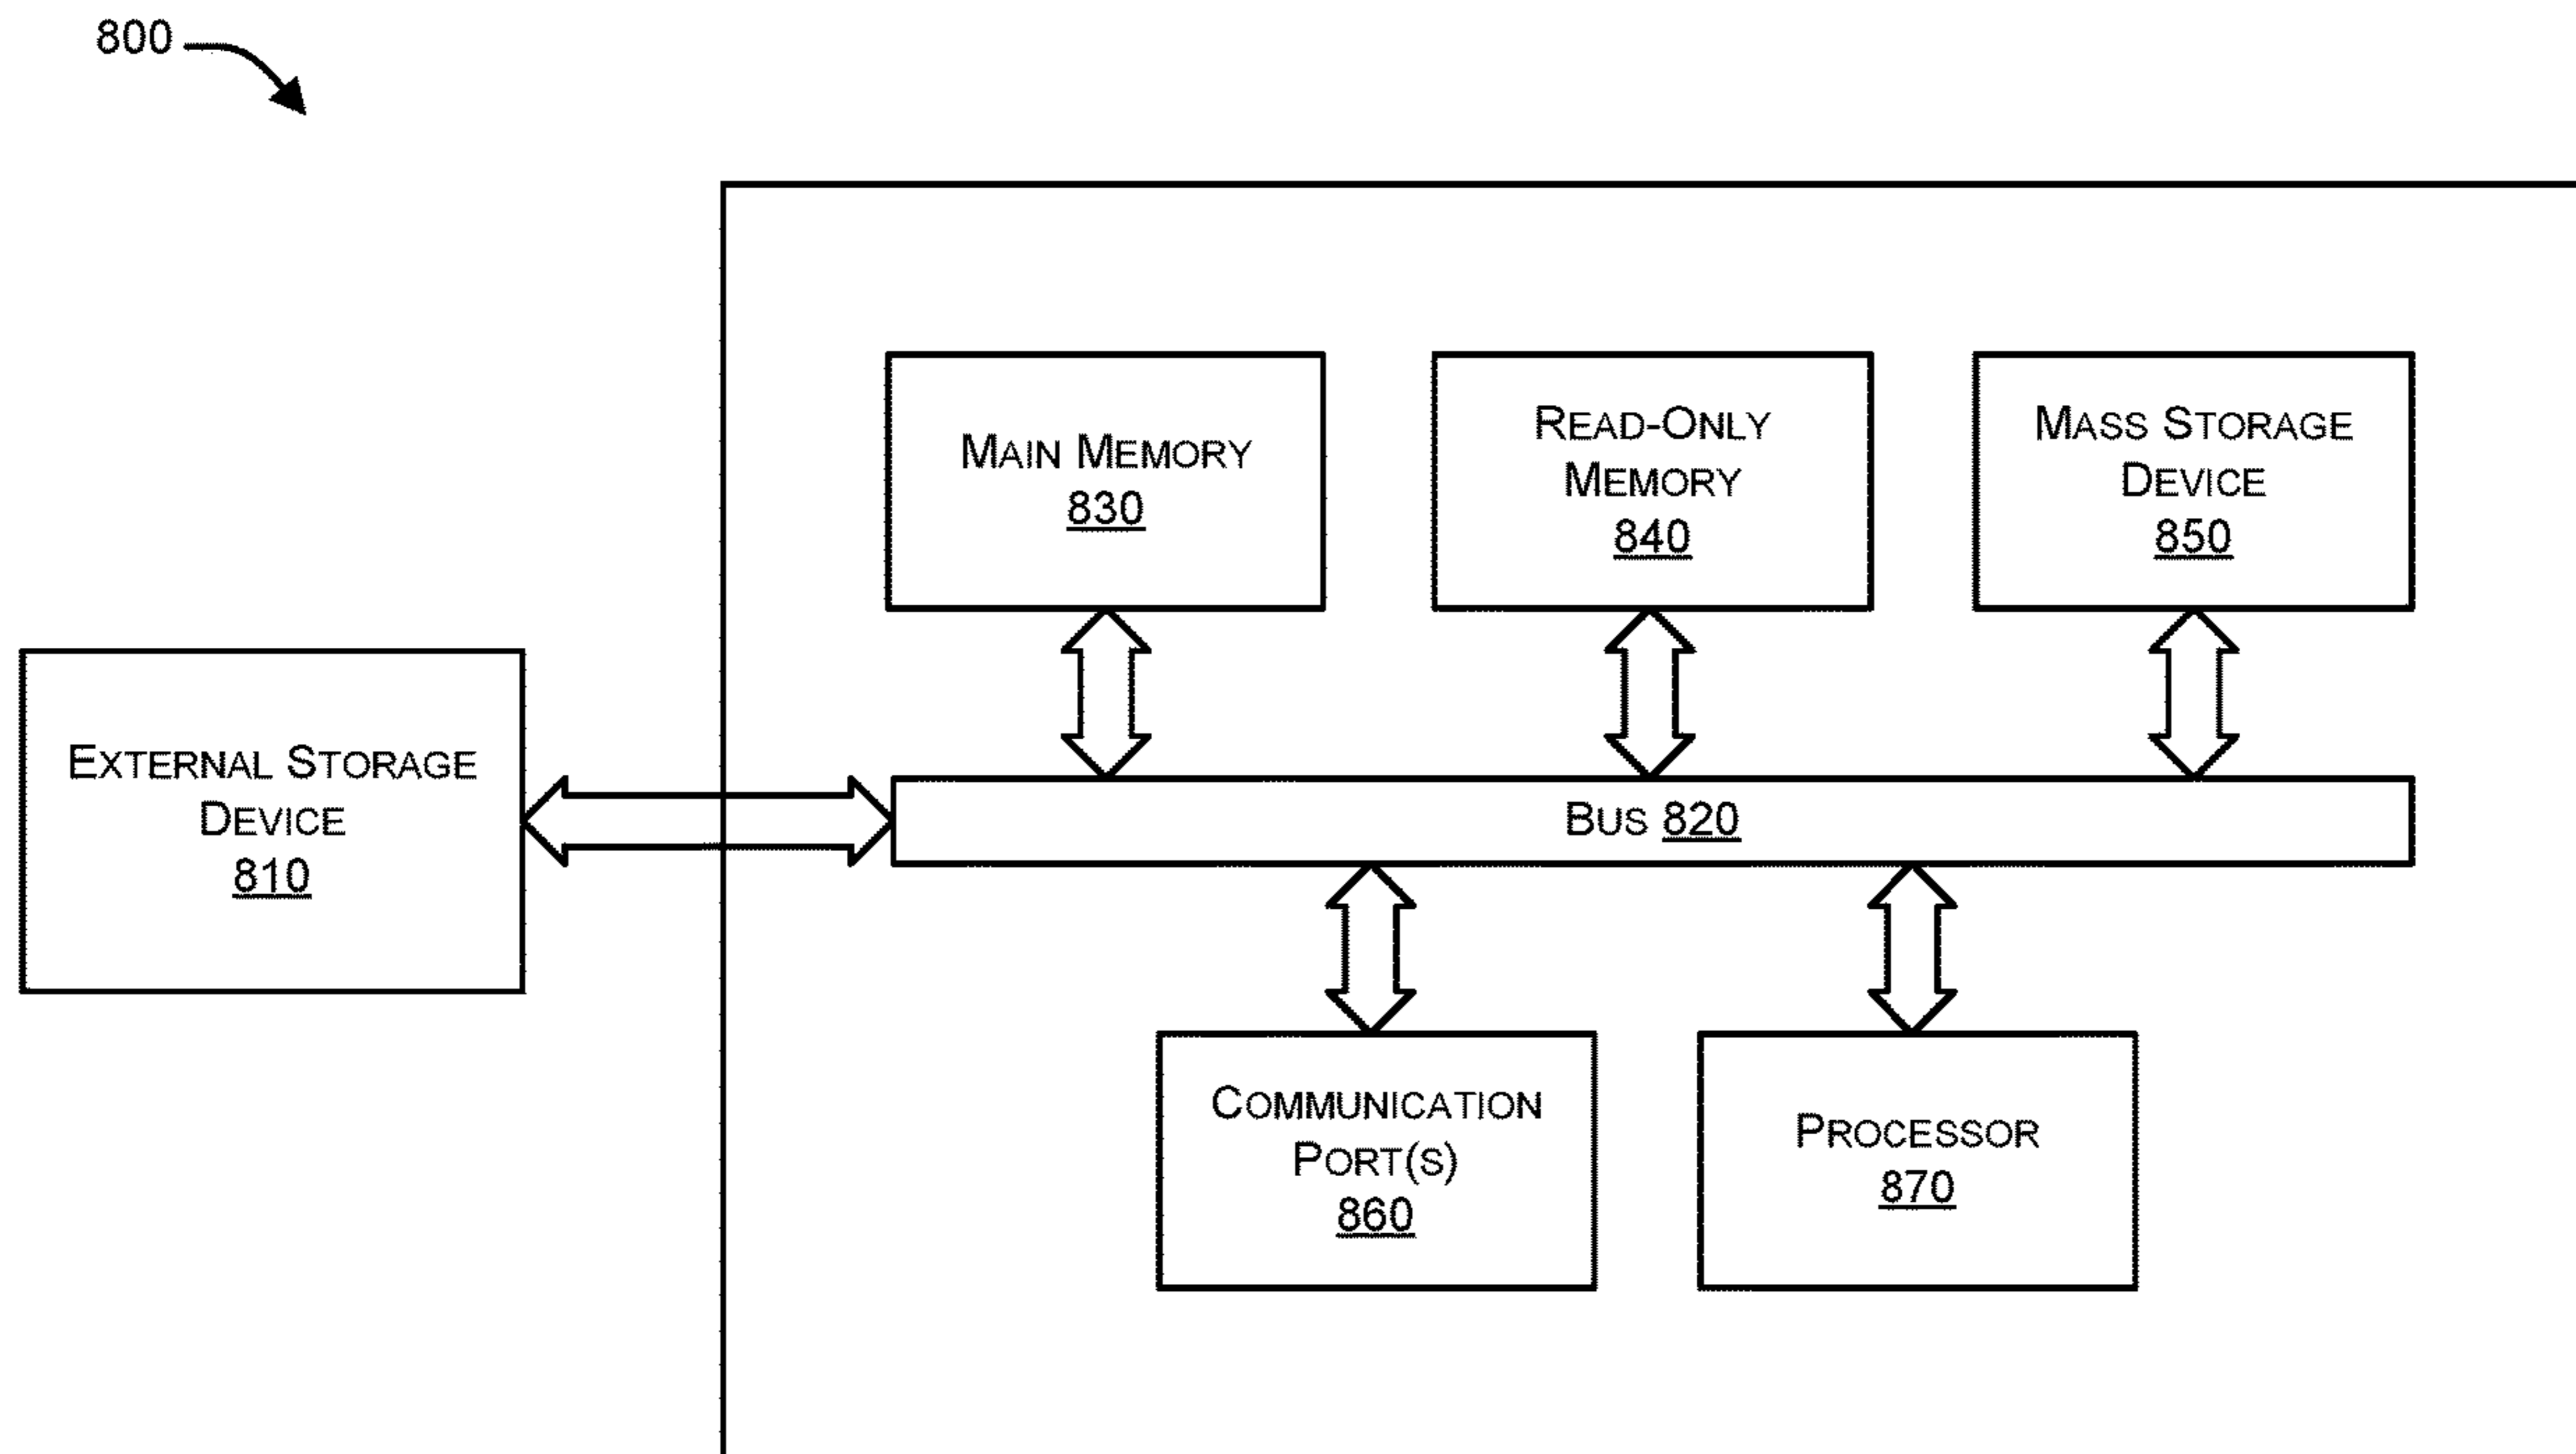 800
MAIN MEMORY
830
READ-ONLY
MEMORY
840
MASS STORAGE
DEVICE
850
EXTERNAL STORAGE
DEVICE
810
BUS 820
COMMUNICATION
PORT(S)
860
PROCESSOR
870